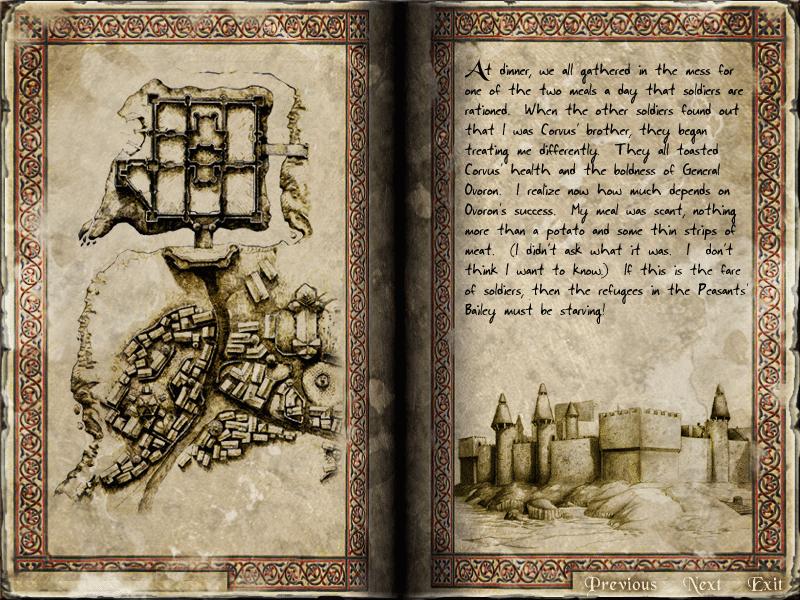 At dinner, we all gathered in the mess for
one of the two meals a day that soldiers are
rationed. When the other soldiers found out
that I was Corvus' brother, they began
treating me differently. They all toasted
Corvus' health and the boldness of General
Ovoron. I realize now how much depends on
Ovoron's success. My meal was scant, nothing
more than a potato and some thin strips of
meat. (I didn't ask what it was. I don't
think I want to know.) If this is the fare
of soldiers, then the refugees in the Peasants'
Bailey must be starving!
Previous Next Exit